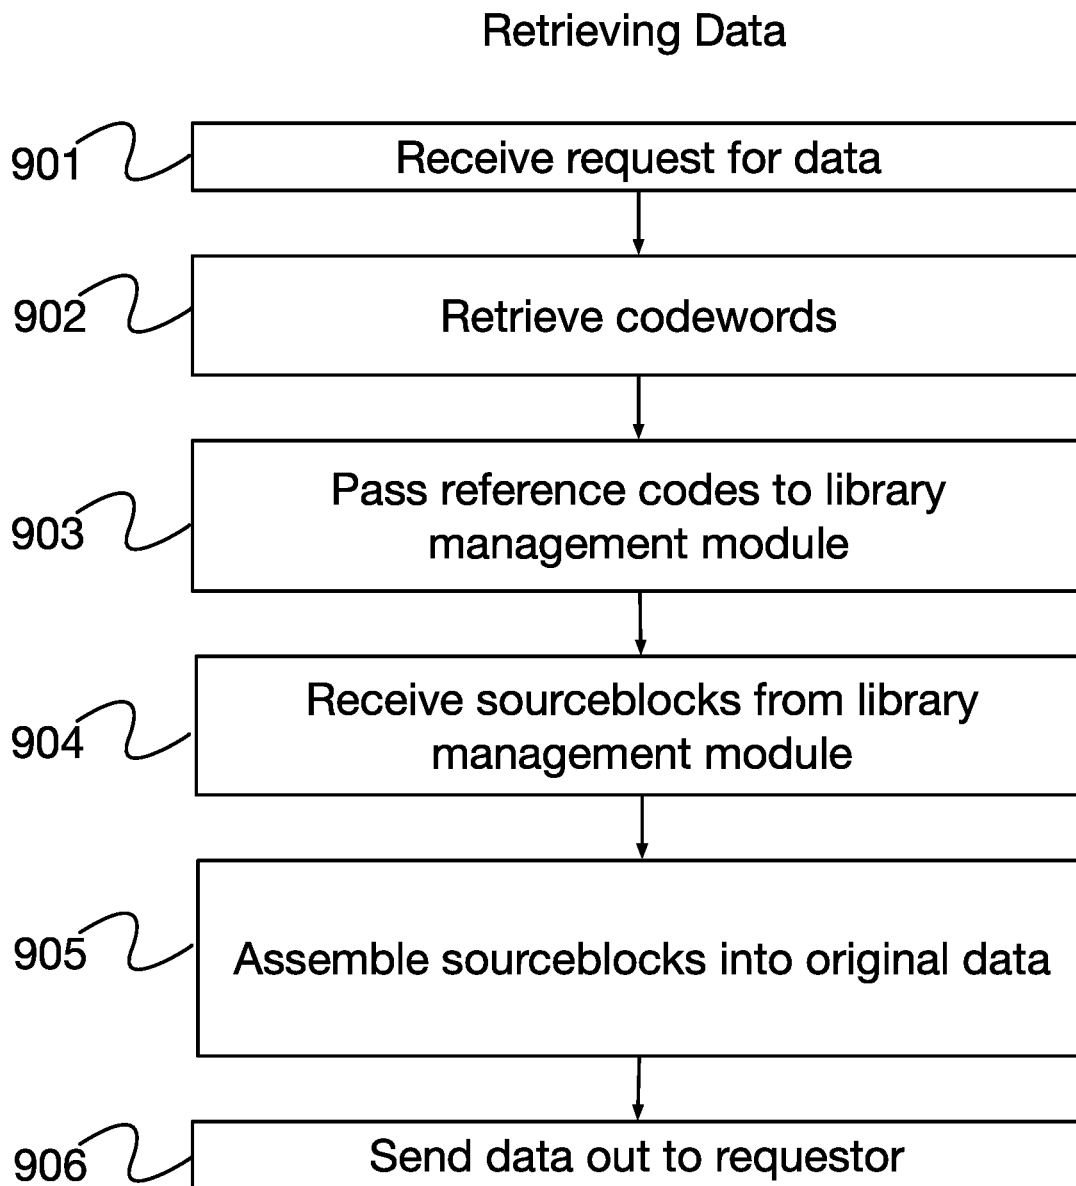 Retrieving Data
901
Receive request for data
902
Retrieve codewords
903
Pass reference codes to library
management module
904
Receive sourceblocks from library
management module
905
Assemble sourceblocks into original data
906
Send data out to requestor